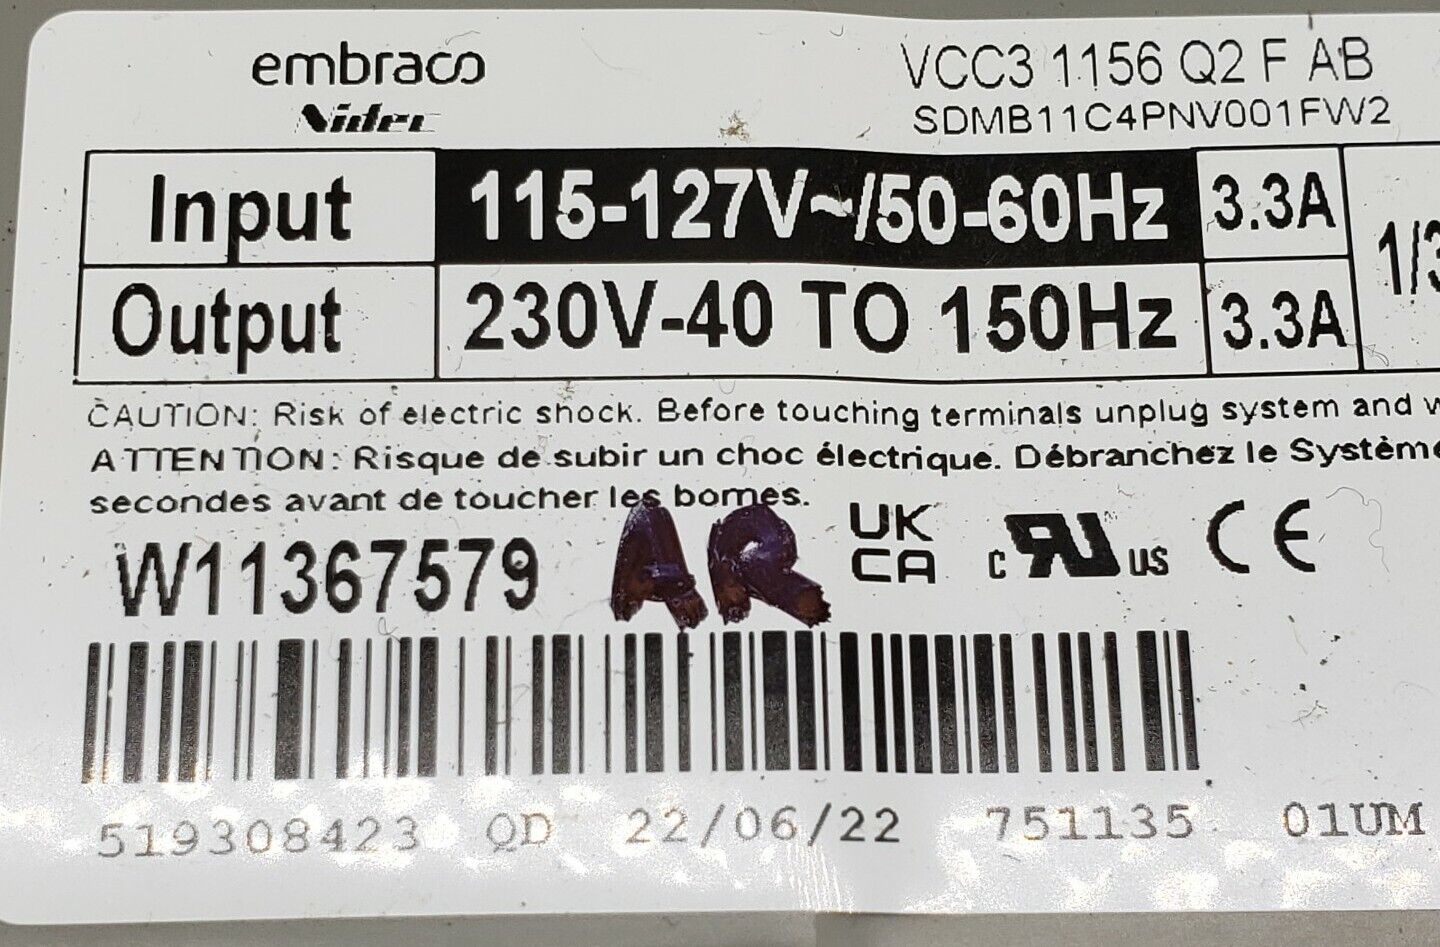 embraco
Nidec
VCC3 1156 Q2 F AB
SDMB11C4PNV001FW2
Input 115-127V~/50-60Hz 3.3A
Output 230V-40 TO 150Hz 3.3A
1/3
CAUTION: Risk of electric shock. Before touching terminals unplug system and
ATTENTION: Risque de subir un choc électrique. Débranchez le Système
secondes avant de toucher les bornes.
W11367579 AR UK CA c RU US CE
519308423 QD 22/06/22 751135 01UM